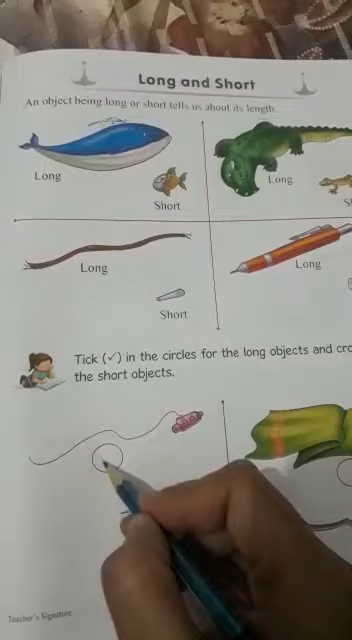 Long and Short
An object being long or short tells us about its length.
Long
Long
Short
Long
Long
Short
Tick (✓) in the circles for the long objects and
the short objects.
Teacher's Signature